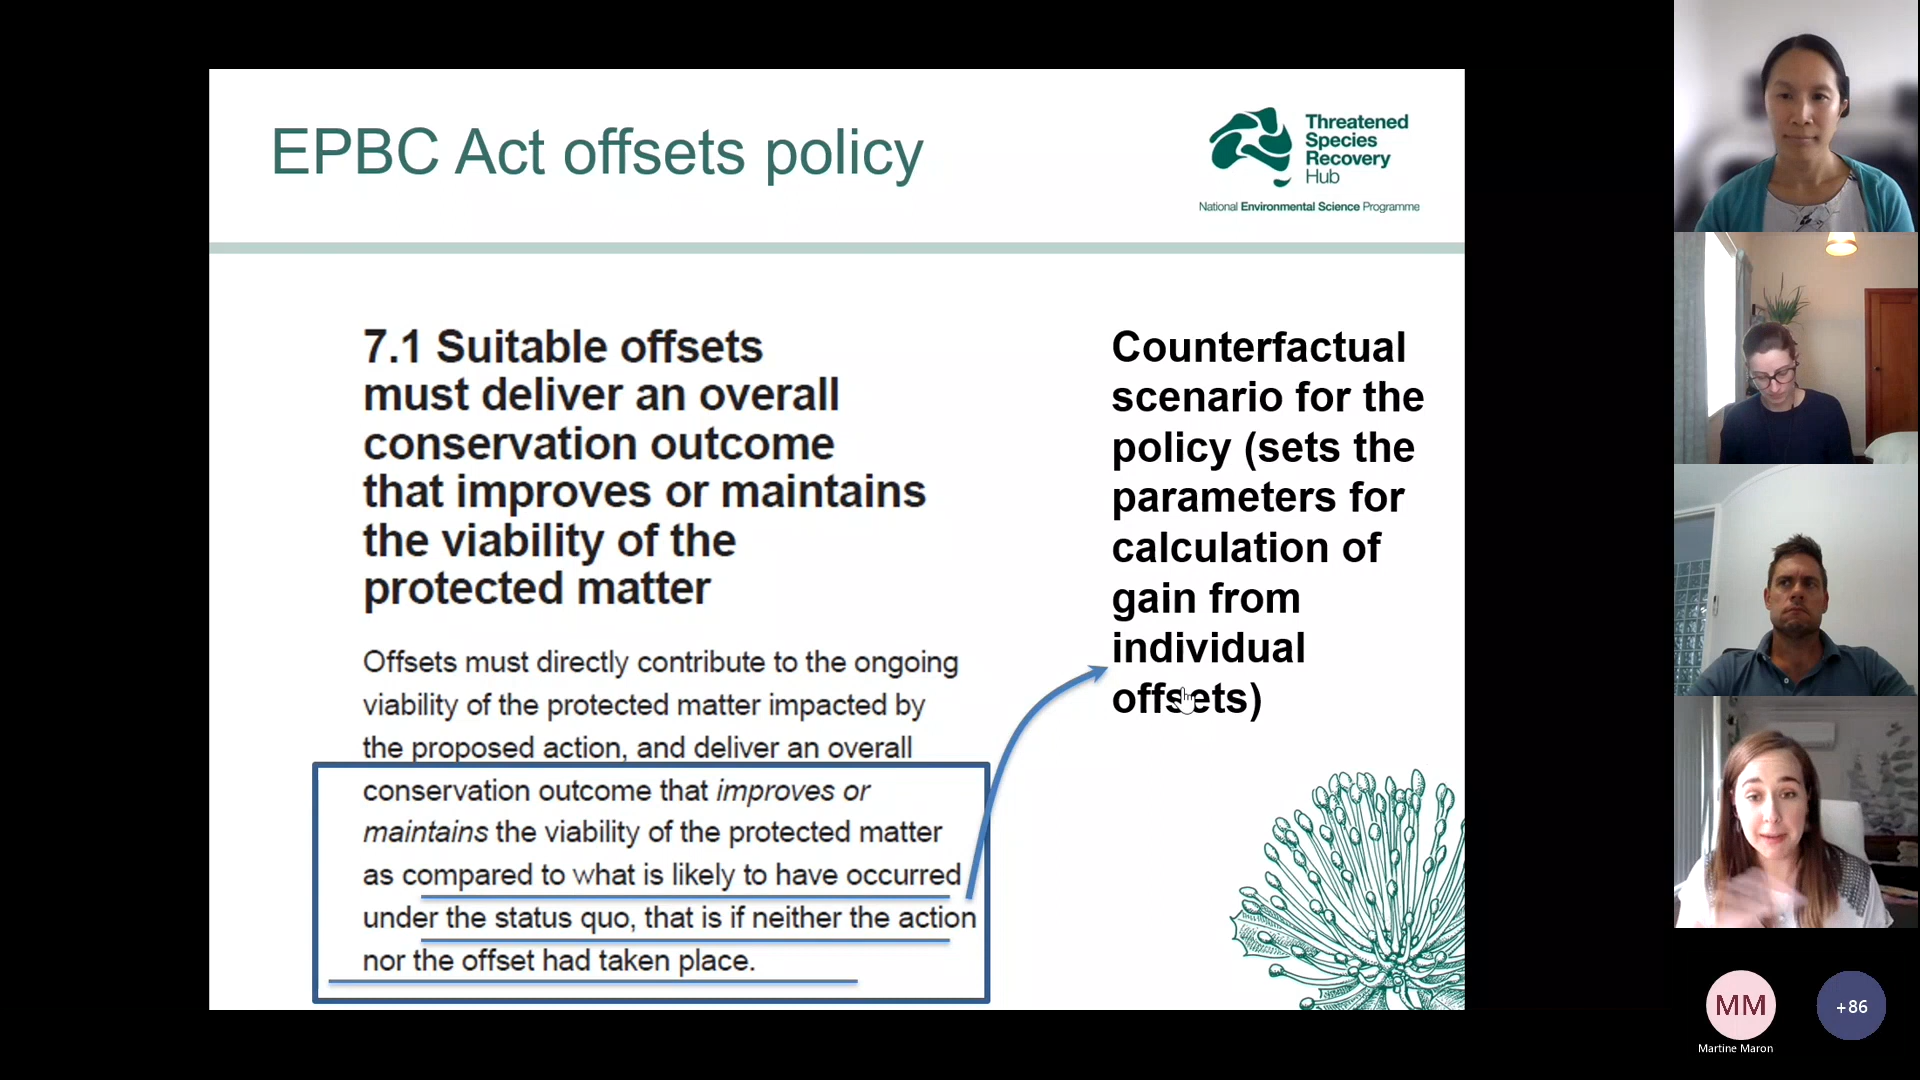 EPBC Act offsets policy
Threatened
Species
Recovery
Hub
National Environmental Science Programme
7.1 Suitable offsets
must deliver an overall
conservation outcome
that improves or maintains
the viability of the
protected matter
Offsets must directly contribute to the ongoing
viability of the protected matter impacted by
the proposed action, and deliver an overall
conservation outcome that improves or
maintains the viability of the protected matter
as compared to what is likely to have occurred
under the status quo, that is if neither the action
nor the offset had taken place.
Counterfactual
scenario for the
policy (sets the
parameters for
calculation of
gain from
individual
offsets)
MM
+86
Martine Maron